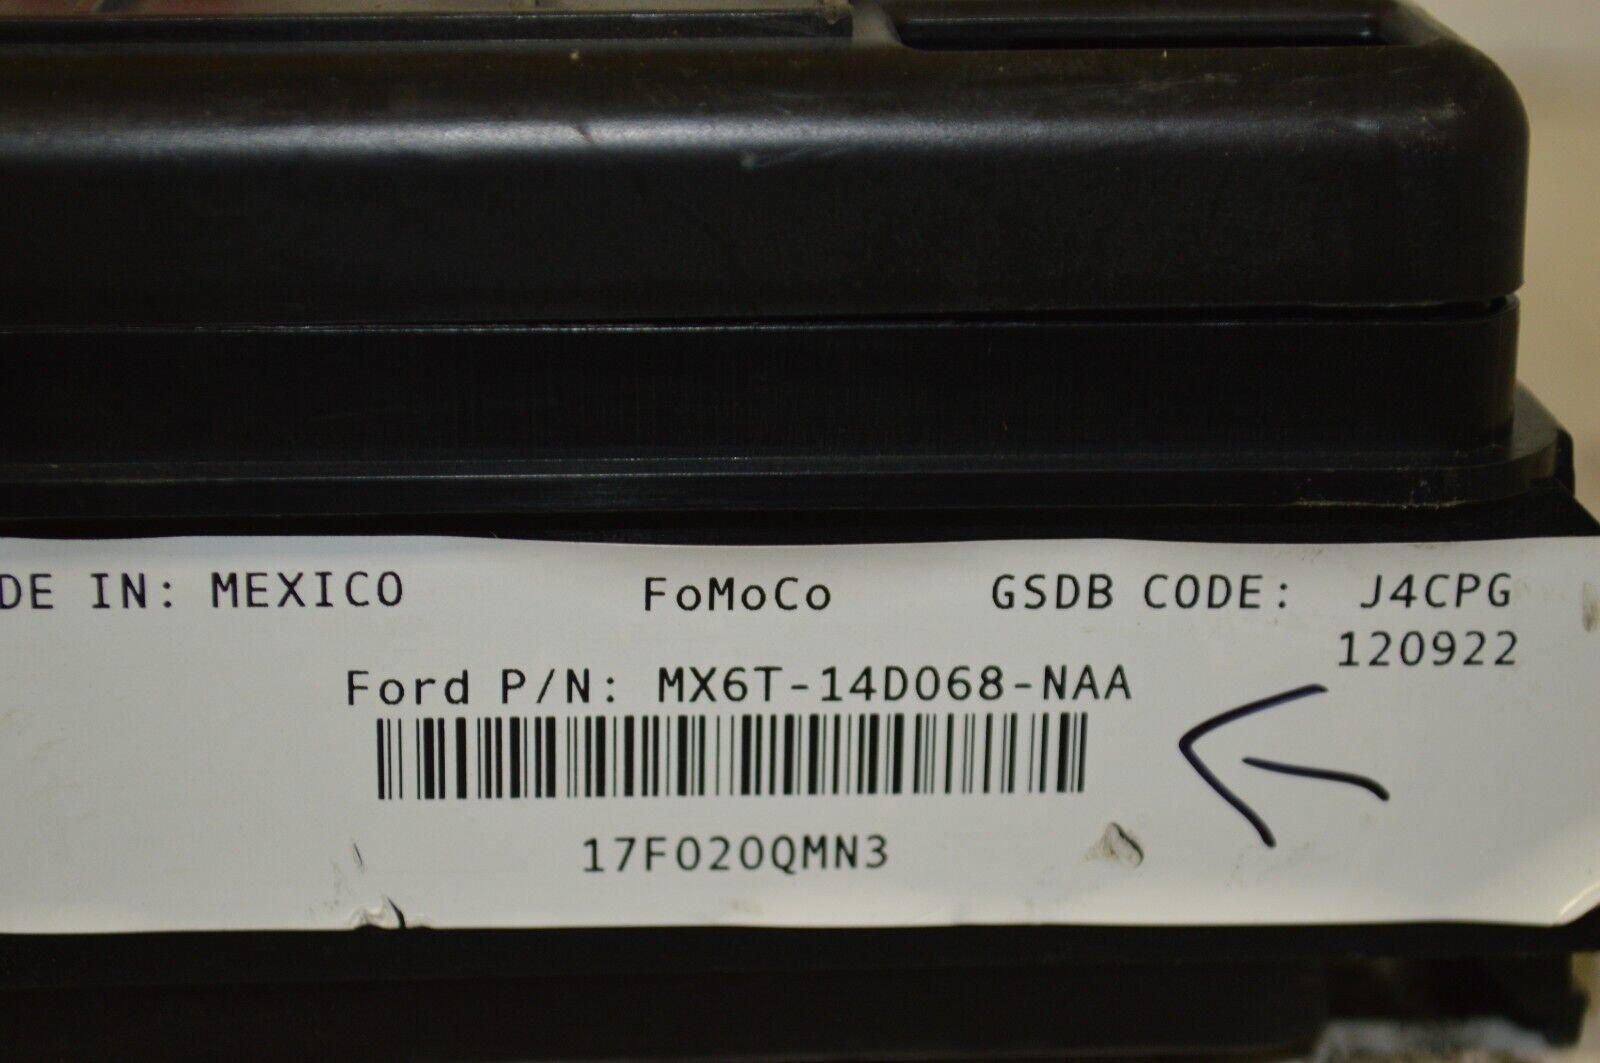 DE IN: MEXICO FoMoCo GSDB CODE: J4CPG
120922
Ford P/N: MX6T-14D068-NAA
17F020QMN3